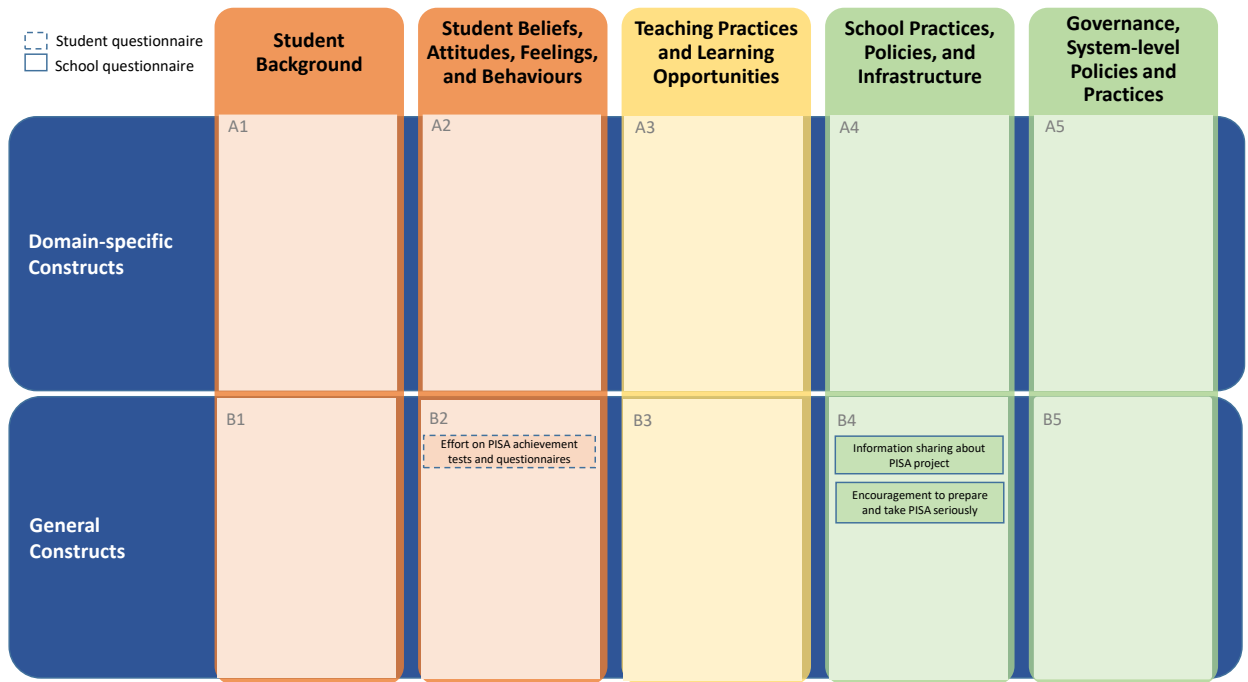 Student questionnaire
School questionnaire
Student
Background
Student Beliefs,
Attitudes, Feelings,
and Behaviours
Teaching Practices
and Learning
Opportunities
School Practices,
Policies, and
Infrastructure
Governance,
System-level
Policies and
Practices
Domain-specific
Constructs
A1
A2
A3
A4
A5
General
Constructs
B1
B2
Effort on PISA achievement
tests and questionnaires
B3
B4
Information sharing about
PISA project
Encouragement to prepare
and take PISA seriously
B5